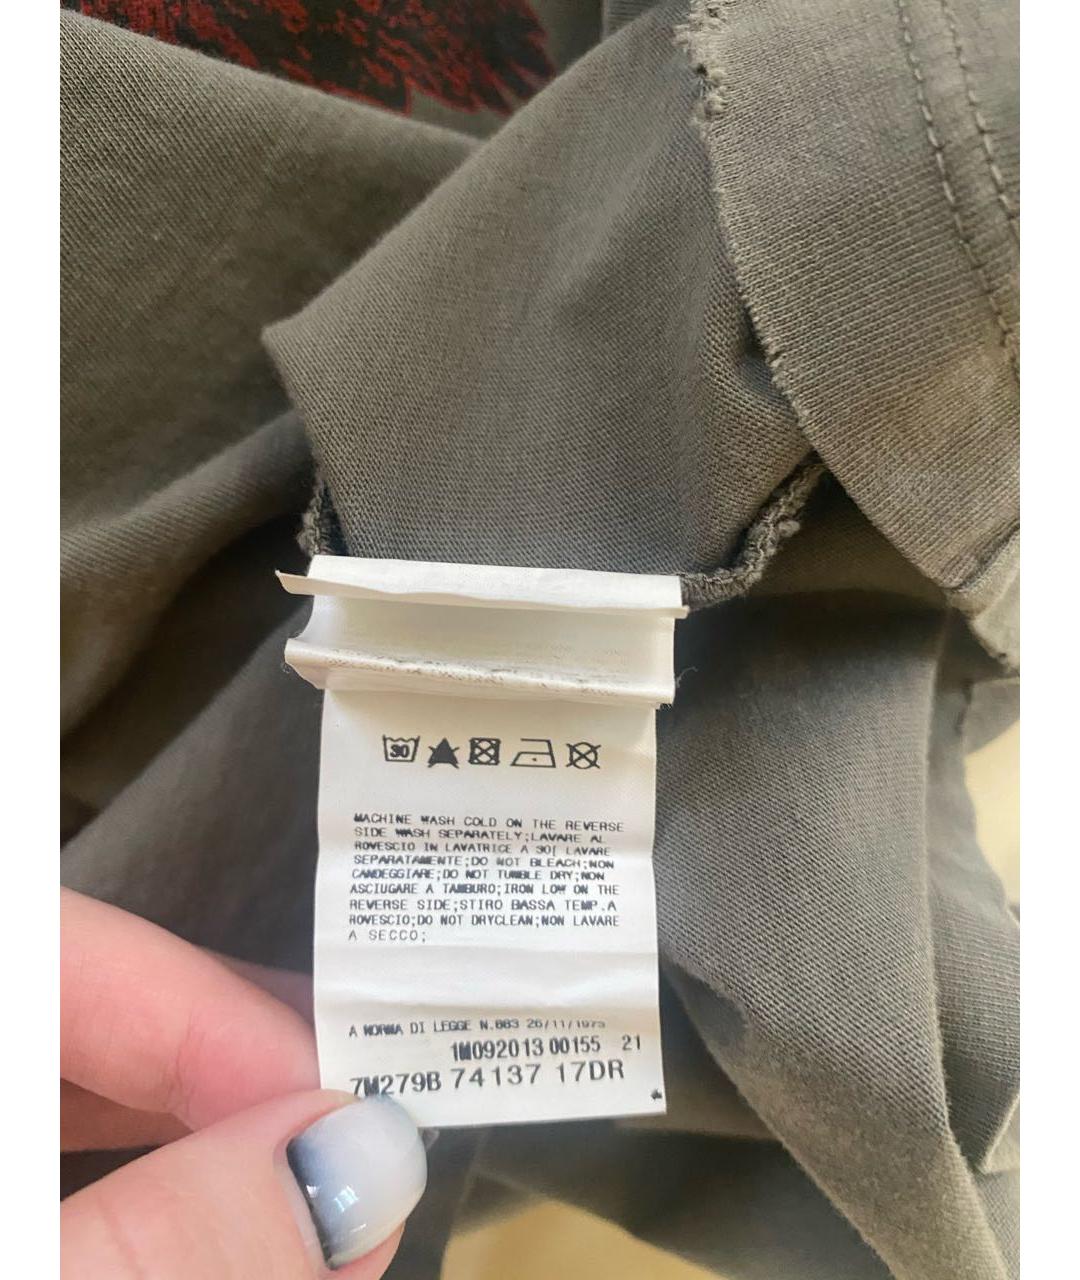 30
MACHINE WASH COLD ON THE REVERSE
SIDE WASH SEPARATELY;LAVARE AL
ROVESCIO IN LAVATRICE A 30[ LAVARE
SEPARATAMENTE;DO NOT BLEACH;NON
CANDEGGIARE;DO NOT TUMBLE DRY;NON
ASCIUGARE A TAMBURO;IRON LOW ON THE
REVERSE SIDE;STIRO BASSA TEMP.A
ROVESCIO;DO NOT DRYCLEAN;NON LAVARE
A SECCO;
A NORMA DI LEGGE N.883 26/11/1973
1M092013 00155 21
7M279B 74137 17DR